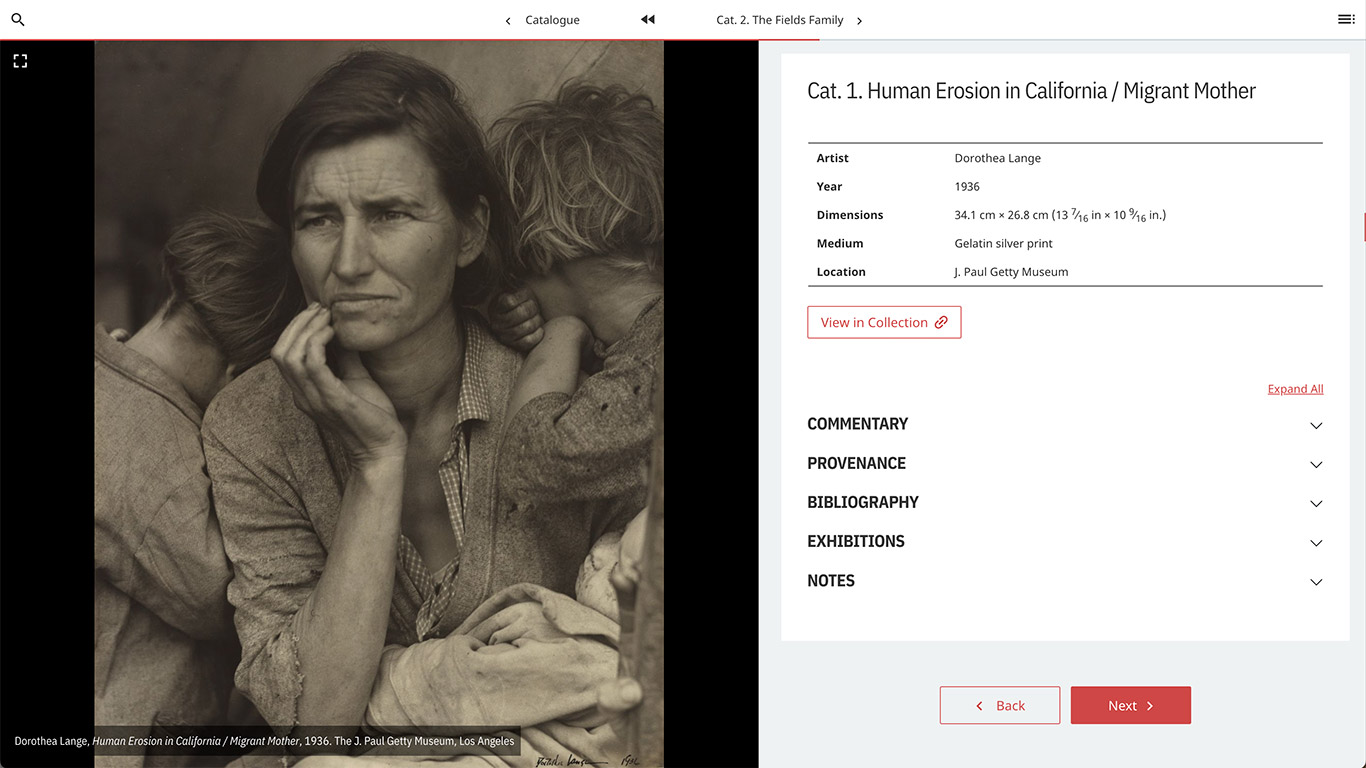 Catalogue
Cat. 2. The Fields Family
Cat. 1. Human Erosion in California / Migrant Mother
Artist Dorothea Lange
Year 1936
Dimensions 34.1 cm × 26.8 cm (13 7⁄16 in × 10 9⁄16 in.)
Medium Gelatin silver print
Location J. Paul Getty Museum
View in Collection
Expand All
COMMENTARY
PROVENANCE
BIBLIOGRAPHY
EXHIBITIONS
NOTES
Back
Next
Dorothea Lange, Human Erosion in California / Migrant Mother, 1936. The J. Paul Getty Museum, Los Angeles
Dorothea Lange 1936